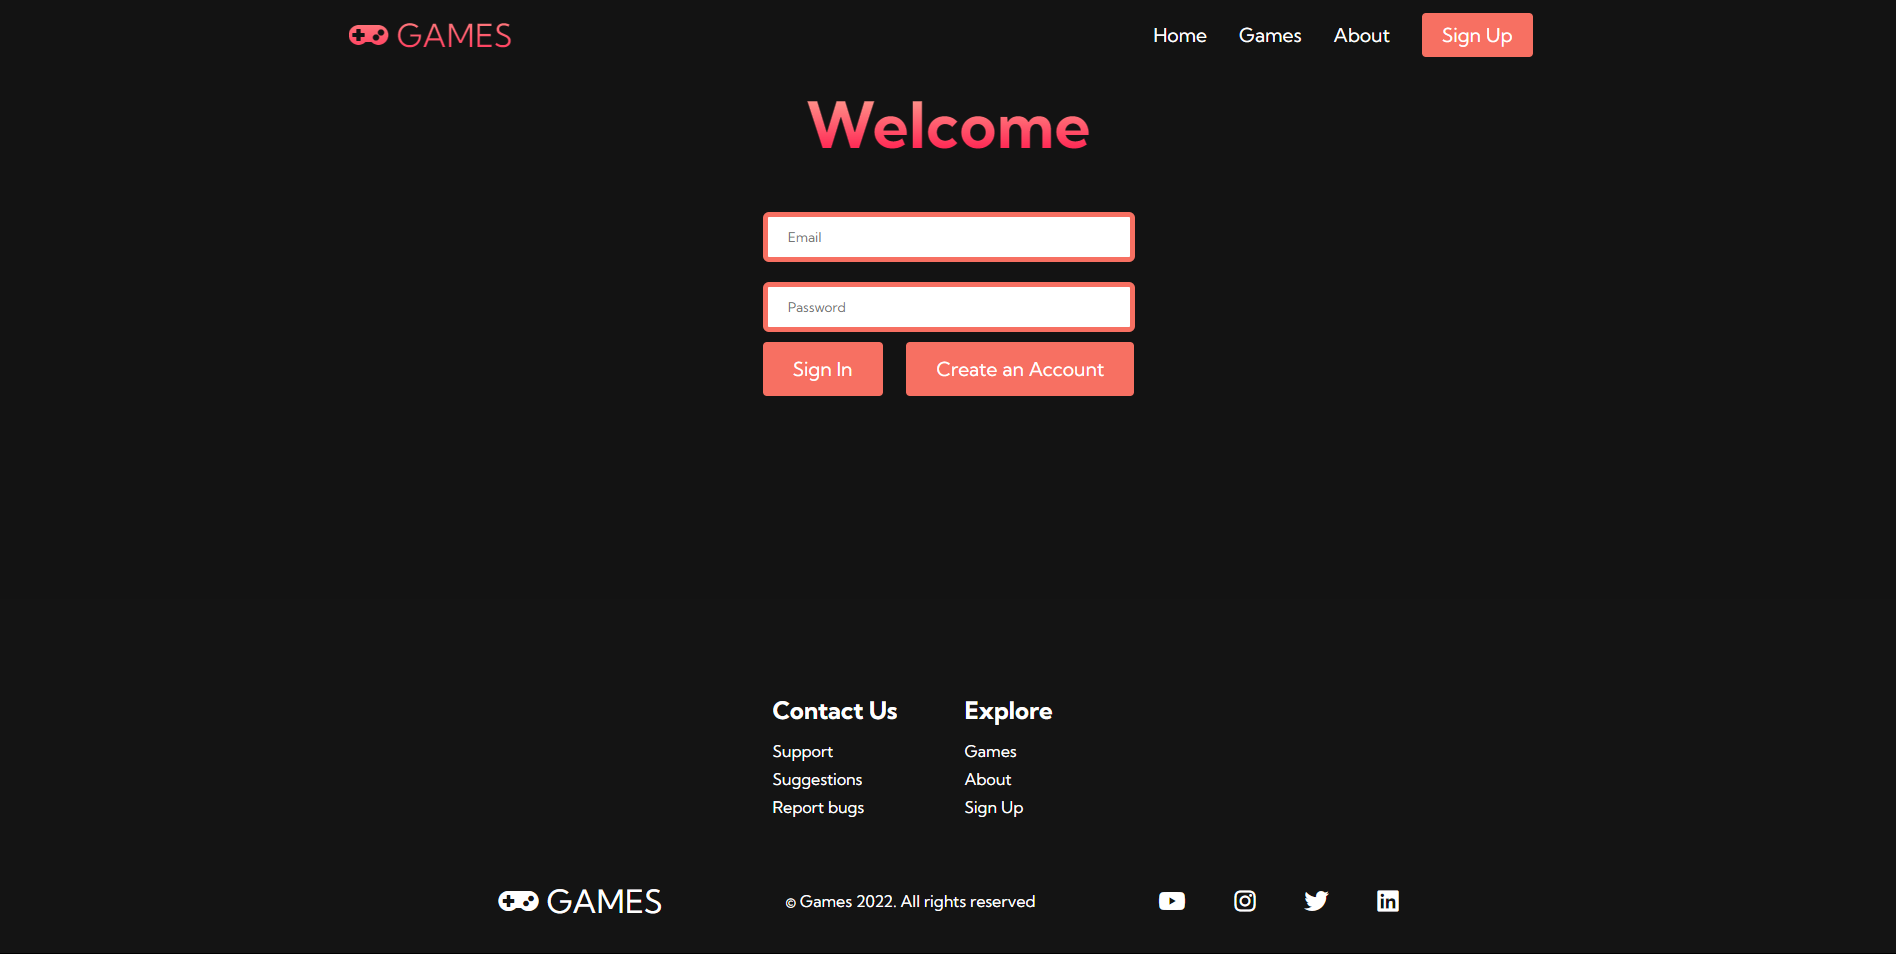 GAMES
Home Games About Sign Up
Welcome
Email
Password
Sign In Create an Account
Contact Us
Support
Suggestions
Report bugs
Explore
Games
About
Sign Up
GAMES
© Games 2022. All rights reserved